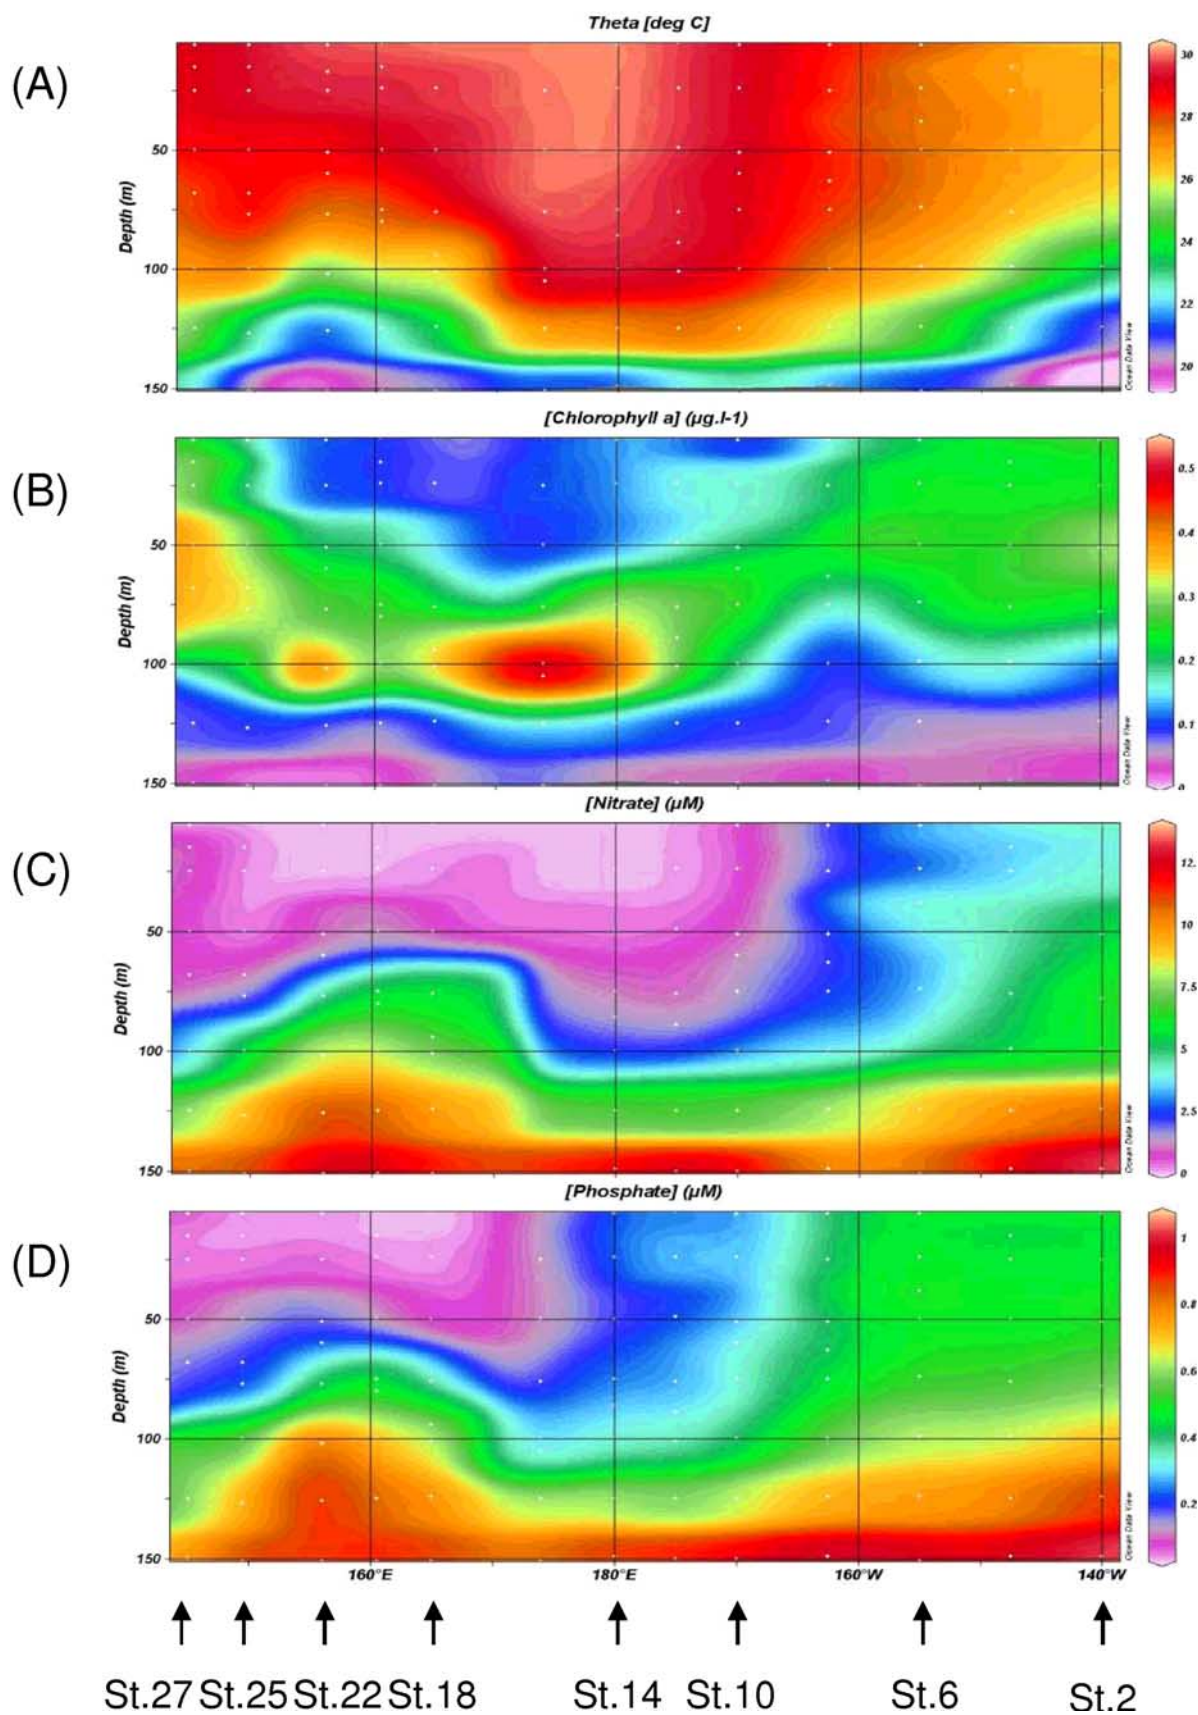 Theta [deg C]
(A)
Depth (m)
50
100
150
30
28
26
24
22
20
Ocean Data View
[Chlorophyll a] (µg.l-1)
(B)
Depth (m)
50
100
150
0.5
0.4
0.3
0.2
0.1
0
Ocean Data View
[Nitrate] (µM)
(C)
Depth (m)
50
100
150
12.
10
7.5
5
2.5
0
Ocean Data View
[Phosphate] (µM)
(D)
Depth (m)
50
100
150
1
0.8
0.6
0.4
0.2
Ocean Data View
160°E 180°E 160°W 140°W
St.27 St.25 St.22 St.18 St.14 St.10 St.6 St.2